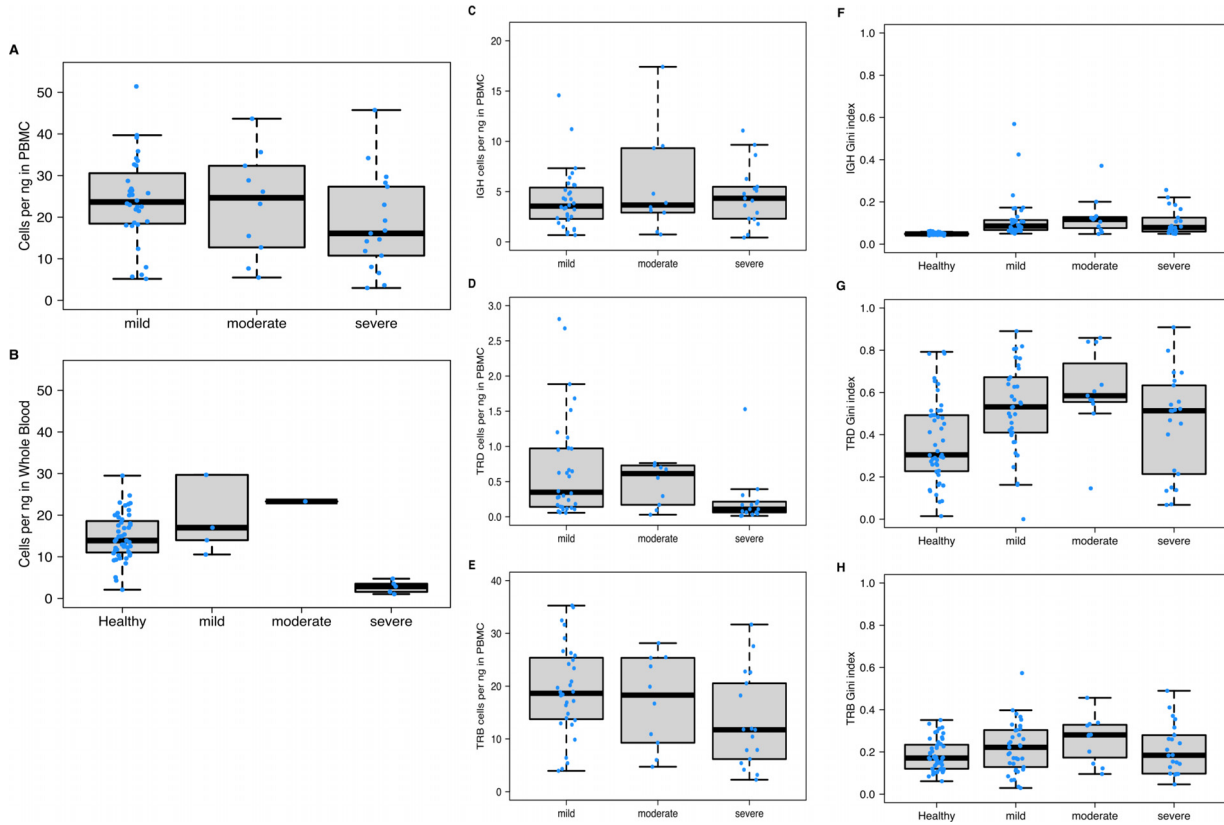 A
Cells per ng in PBMC
50
40
30
20
10
0
mild moderate severe
B
Cells per ng in Whole Blood
50
40
30
20
10
0
Healthy mild moderate severe
C
IGH cells per ng in PBMC
20
15
10
5
0
mild moderate severe
D
TRD cells per ng in PBMC
3.0
2.5
2.0
1.5
1.0
0.5
0.0
mild moderate severe
E
TRB cells per ng in PBMC
40
30
20
10
0
mild moderate severe
F
IGH Gini index
1.0
0.8
0.6
0.4
0.2
0.0
Healthy mild moderate severe
G
TRD Gini index
1.0
0.8
0.6
0.4
0.2
0.0
Healthy mild moderate severe
H
TRB Gini index
1.0
0.8
0.6
0.4
0.2
0.0
Healthy mild moderate severe